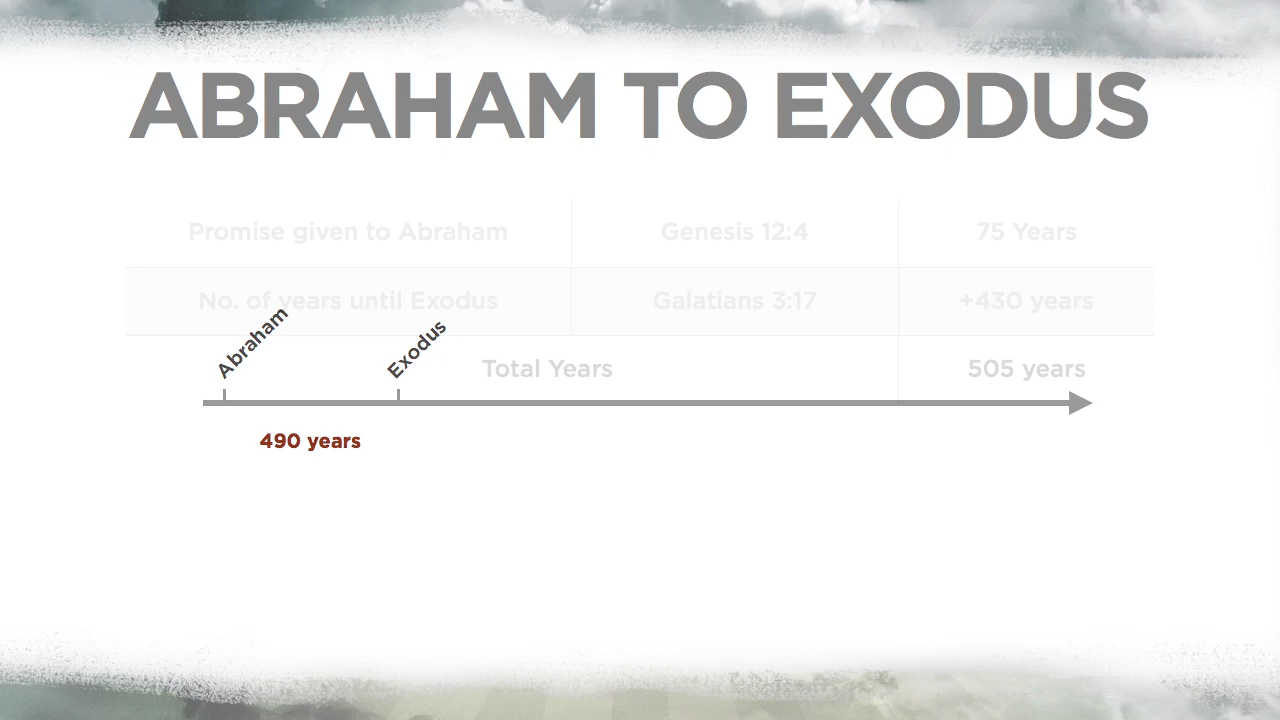 ABRAHAM TO EXODUS
Promise given to Abraham Genesis 12:4 75 Years
No. of years until Exodus Galatians 3:17 +430 years
Total Years 505 years
Abraham
Exodus
490 years